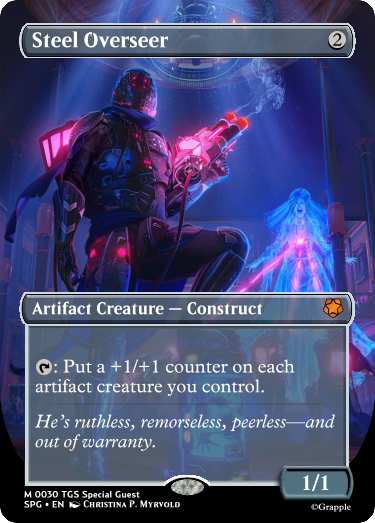 Steel Overseer 2
Artifact Creature — Construct
: Put a +1/+1 counter on each
artifact creature you control.
He's ruthless, remorseless, peerless—and
out of warranty.
1/1
M 0030 TGS Special Guest
SPG • EN Christina P. Myrvold
©Grapple